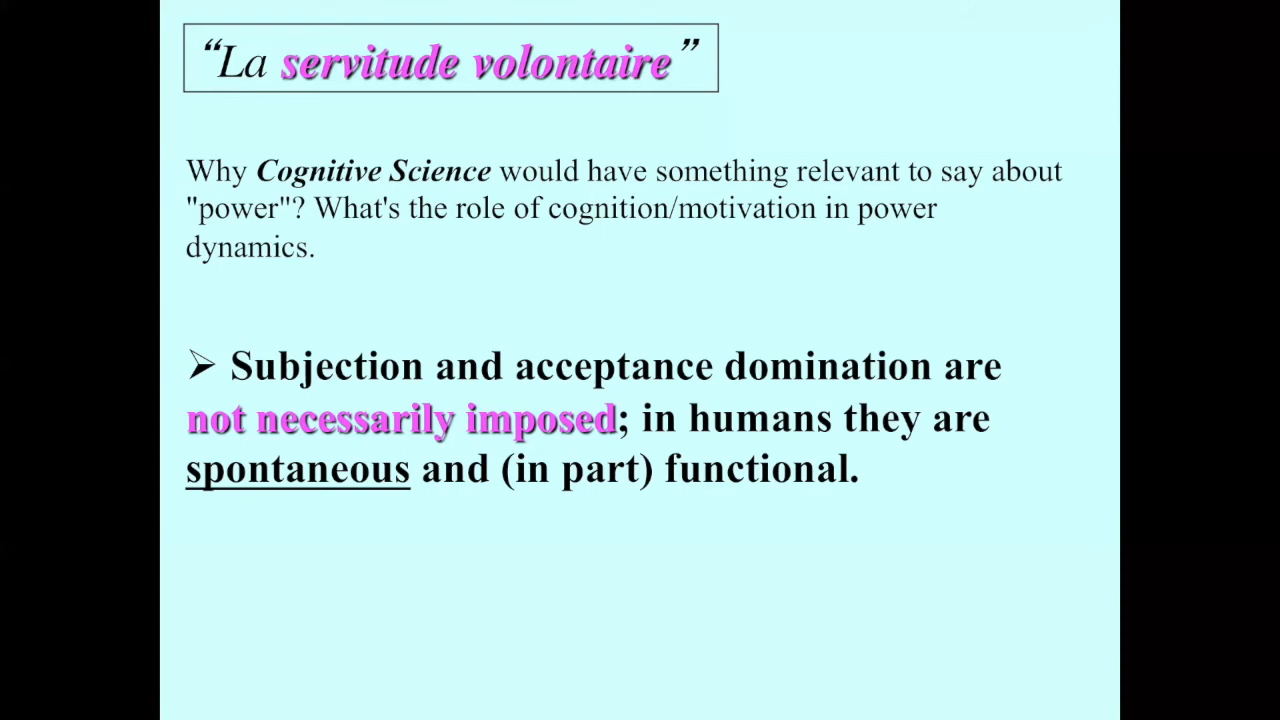 “La servitude volontaire”
Why Cognitive Science would have something relevant to say about
"power"? What's the role of cognition/motivation in power
dynamics.
➢ Subjection and acceptance domination are
not necessarily imposed; in humans they are
spontaneous and (in part) functional.